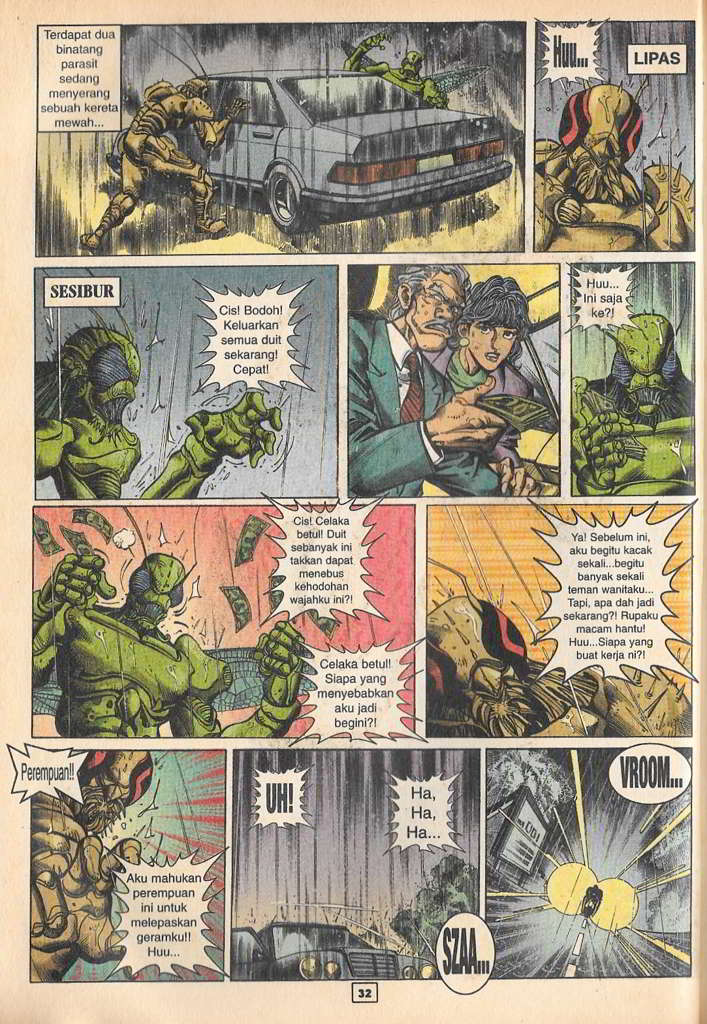 Terdapat dua
binatang
parasit
sedang
menyerang
sebuah kereta
mewah...
Huu...
LIPAS
SESIBUR
Cis! Bodoh!
Keluarkan
semua duit
sekarang!
Cepat!
Huu...
Ini saja
ke?!
Cis! Celaka
betul! Duit
sebanyak ini
takkan dapat
menebus
kehodohan
wajahku ini?!
Celaka betul!
Siapa yang
menyebabkan
aku jadi
begini?!
Ya! Sebelum ini,
aku begitu kacak
sekali...begitu
banyak sekali
teman wanitaku...
Tapi, apa dah jadi
sekarang?! Rupaku
macam hantu!
Huu...Siapa yang
buat kerja ni?!
Perempuan!!
Aku mahukan
perempuan
ini untuk
melepaskan
geramku!!
Huu...
UH!
Ha,
Ha,
Ha...
SZAA...
VROOM...
32